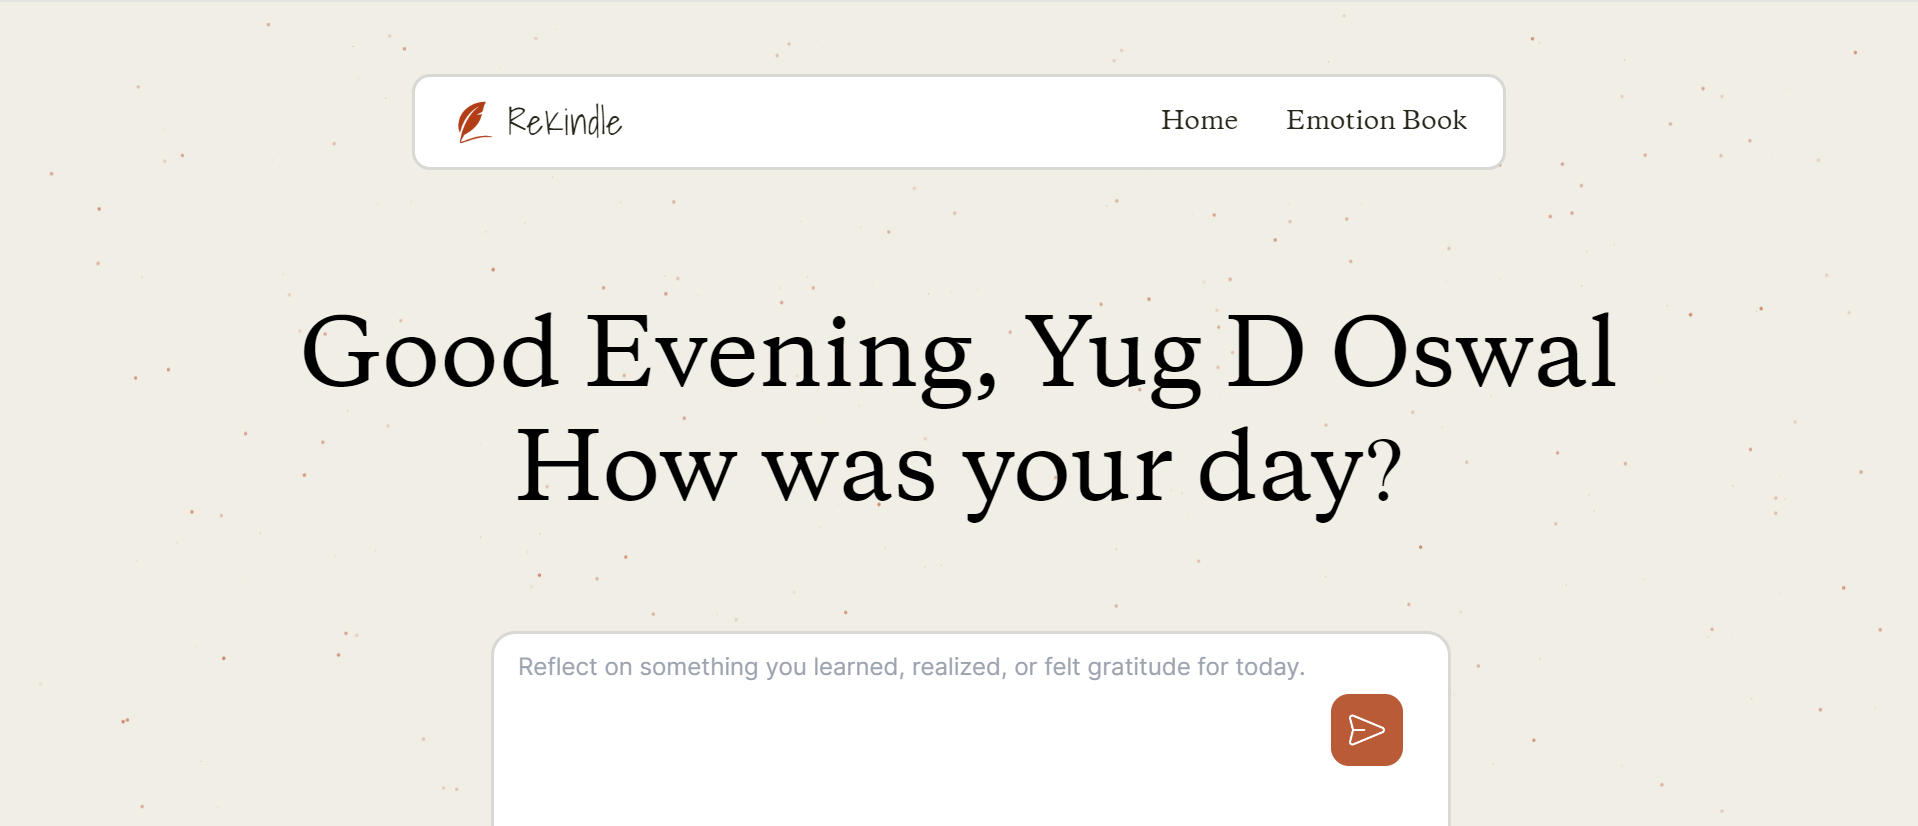 ReKindle
Home
Emotion Book
Good Evening, Yug D Oswal
How was your day?
Reflect on something you learned, realized, or felt gratitude for today.